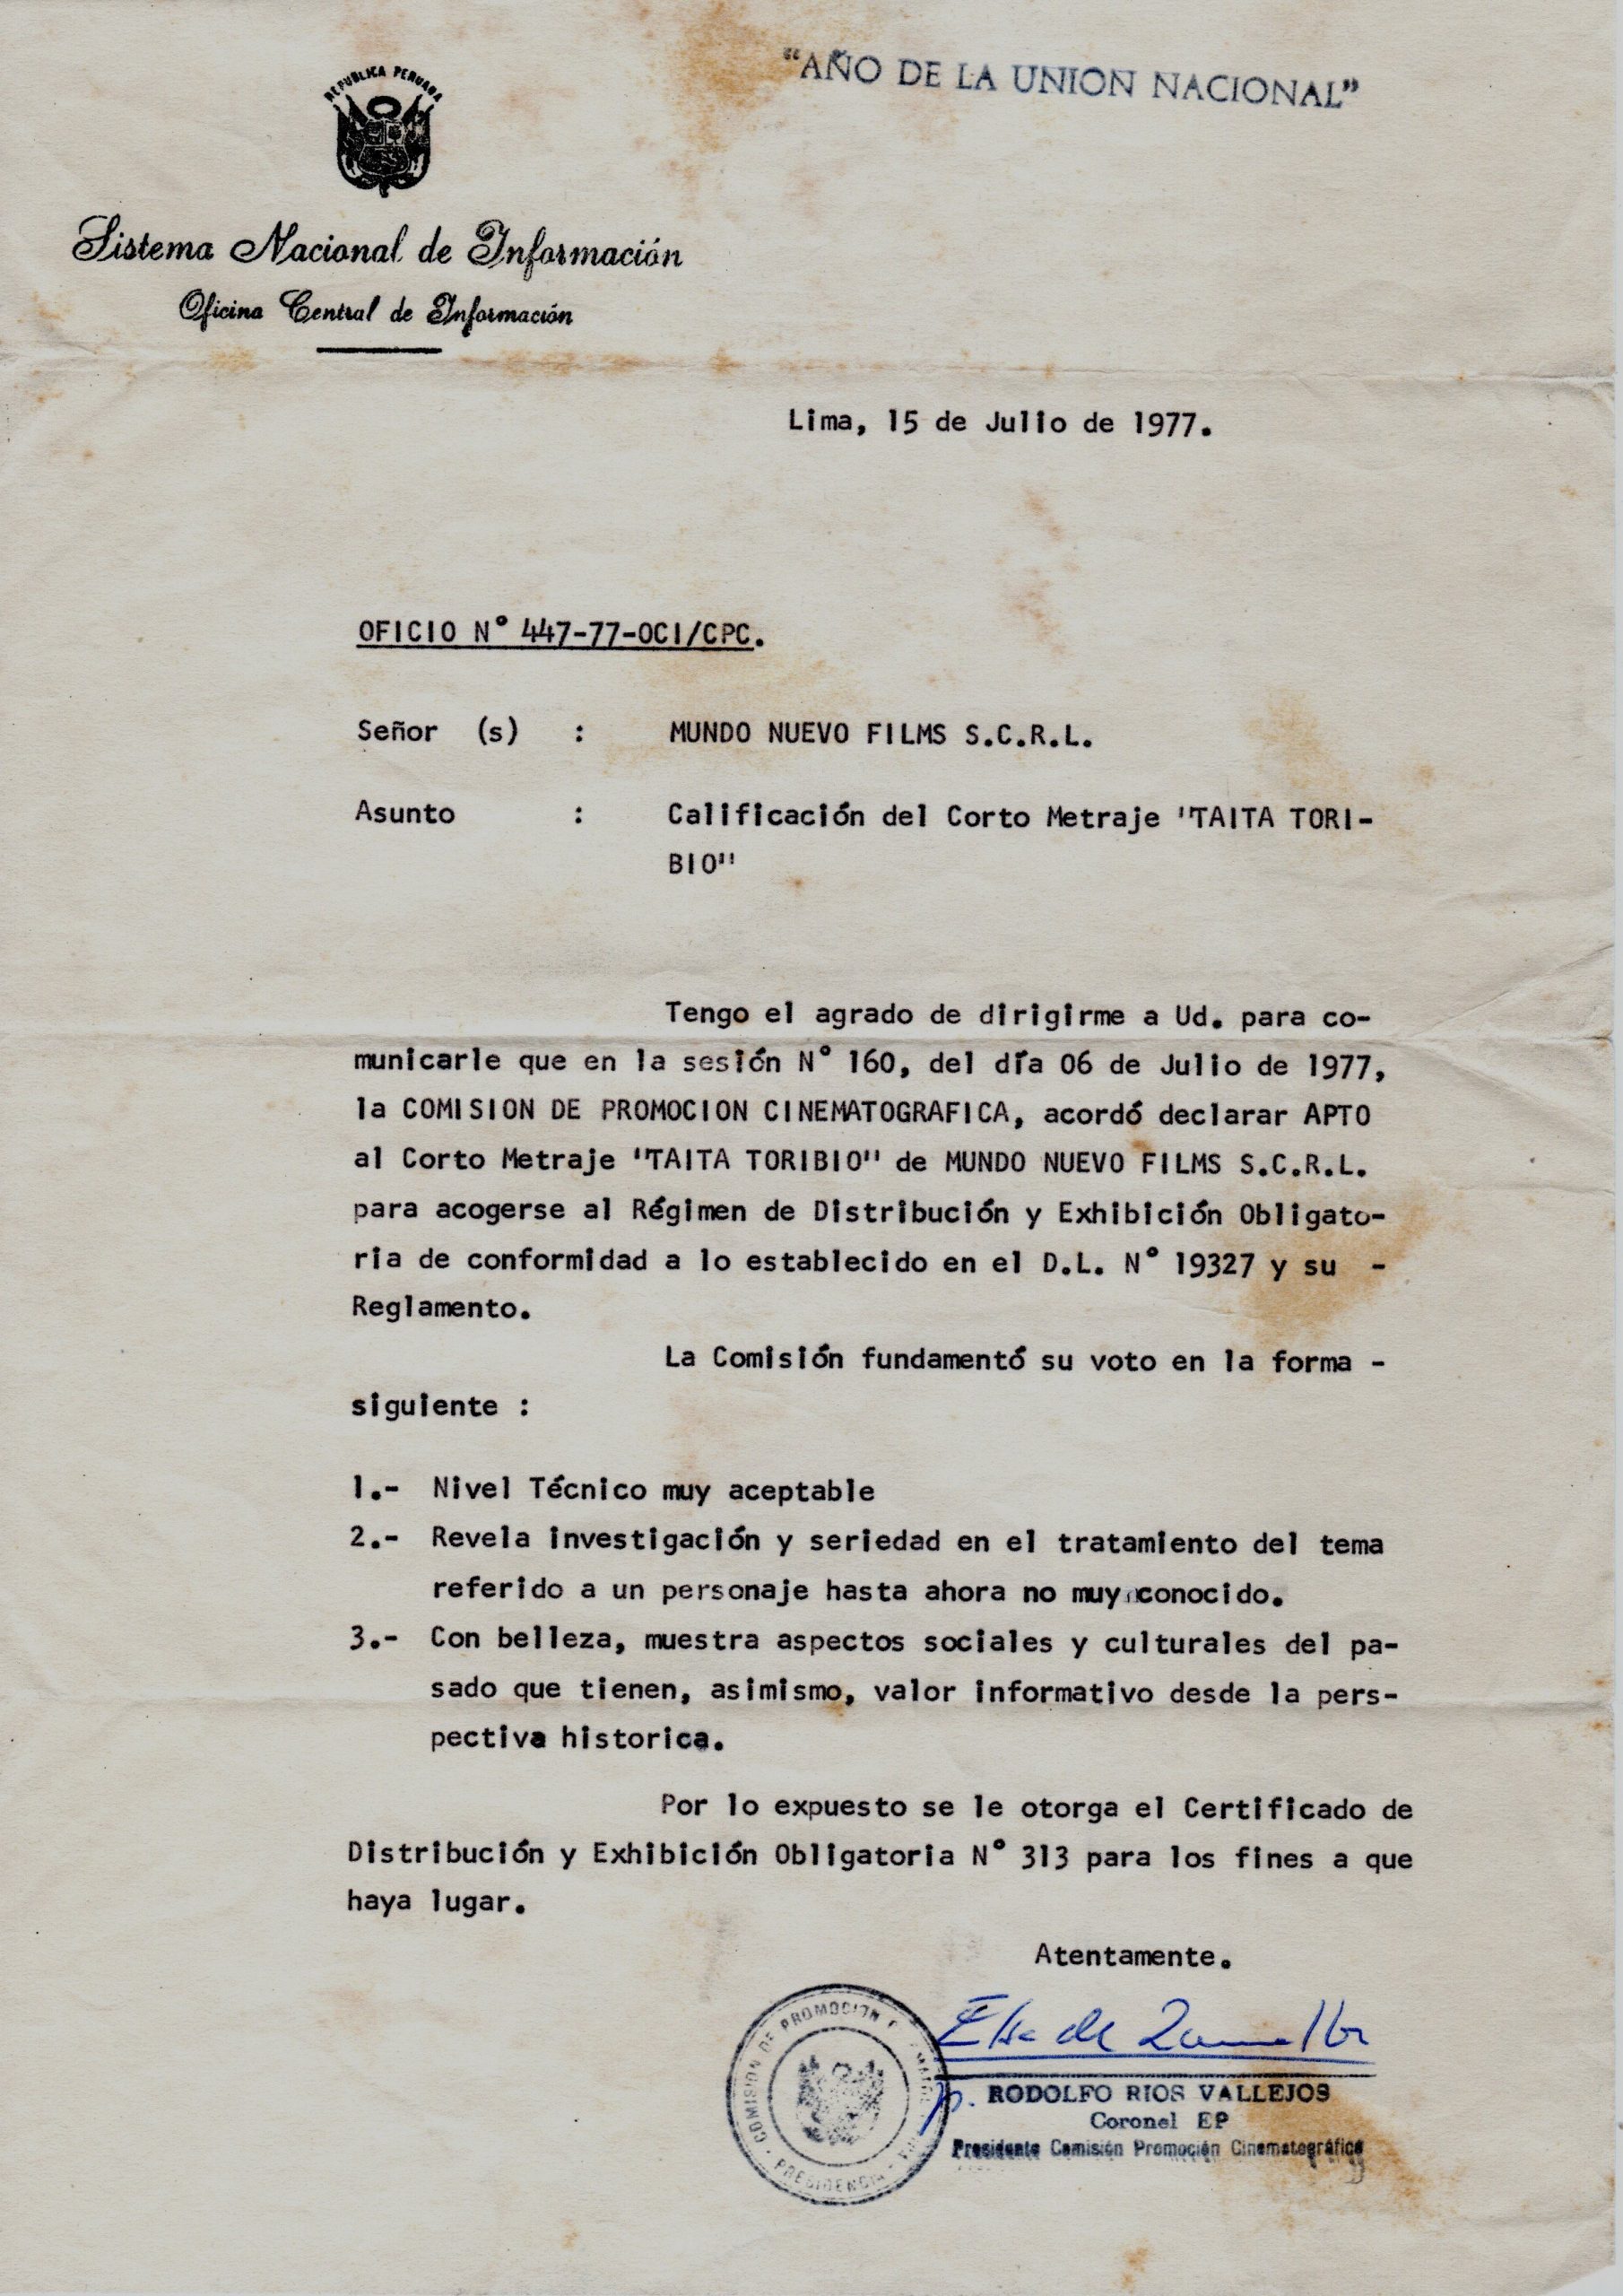 "AÑO DE LA UNION NACIONAL"
REPUBLICA PERUANA
Sistema Nacional de Información
Oficina Central de Información
Lima, 15 de Julio de 1977.
OFICIO N° 447-77-OCI/CPC.
Señor (s) : MUNDO NUEVO FILMS S.C.R.L.
Asunto : Calificación del Corto Metraje "TAITA TORI-
BIO"
Tengo el agrado de dirigirme a Ud. para co-
municarle que en la sesión N° 160, del día 06 de Julio de 1977,
la COMISION DE PROMOCION CINEMATOGRAFICA, acordó declarar APTO
al Corto Metraje "TAITA TORIBIO" de MUNDO NUEVO FILMS S.C.R.L.
para acogerse al Régimen de Distribución y Exhibición Obligato-
ria de conformidad a lo establecido en el D.L. N° 19327 y su -
Reglamento.
La Comisión fundamentó su voto en la forma -
siguiente :
1.- Nivel Técnico muy aceptable
2.- Revela investigación y seriedad en el tratamiento del tema
referido a un personaje hasta ahora no muy conocido.
3.- Con belleza, muestra aspectos sociales y culturales del pa-
sado que tienen, asimismo, valor informativo desde la pers-
pectiva historica.
Por lo expuesto se le otorga el Certificado de
Distribución y Exhibición Obligatoria N° 313 para los fines a que
haya lugar.
Atentamente.
p. RODOLFO RIOS VALLEJOS
Coronel EP
Presidente Comisión Promoción Cinematográfica
COMISION DE PROMOCION
PRESIDENCIA